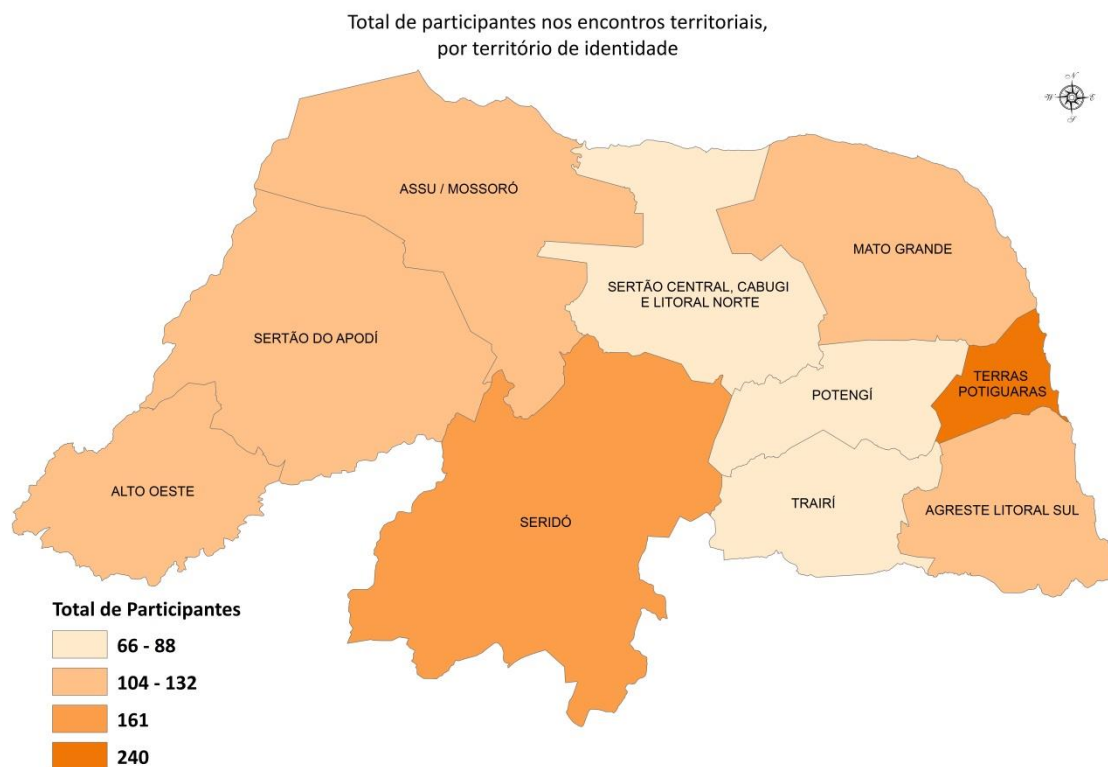 Total de participantes nos encontros territoriais,
por território de identidade
N
W E
S
ASSU / MOSSORÓ
MATO GRANDE
SERTÃO CENTRAL, CABUGI
E LITORAL NORTE
SERTÃO DO APODÍ
TERRAS
POTIGUARAS
POTENGÍ
ALTO OESTE
TRAIRÍ
AGRESTE LITORAL SUL
SERIDÓ
Total de Participantes
66 - 88
104 - 132
161
240